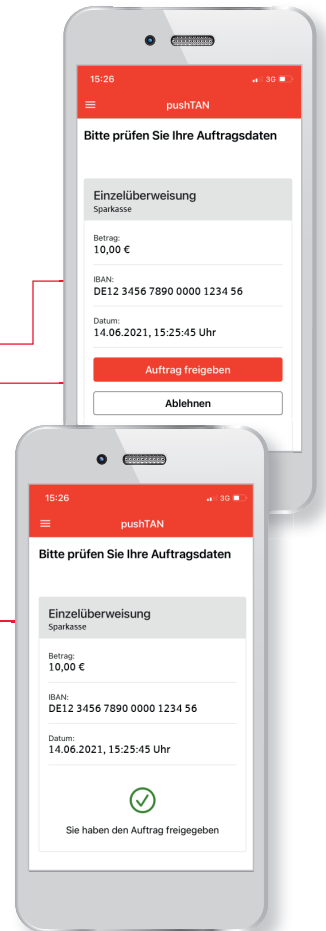 15:26 3G
pushTAN
Bitte prüfen Sie Ihre Auftragsdaten
Einzelüberweisung
Sparkasse
Betrag:
10,00 €
IBAN:
DE12 3456 7890 0000 1234 56
Datum:
14.06.2021, 15:25:45 Uhr
Auftrag freigeben
Ablehnen
15:26 3G
pushTAN
Bitte prüfen Sie Ihre Auftragsdaten
Einzelüberweisung
Sparkasse
Betrag:
10,00 €
IBAN:
DE12 3456 7890 0000 1234 56
Datum:
14.06.2021, 15:25:45 Uhr
Sie haben den Auftrag freigegeben